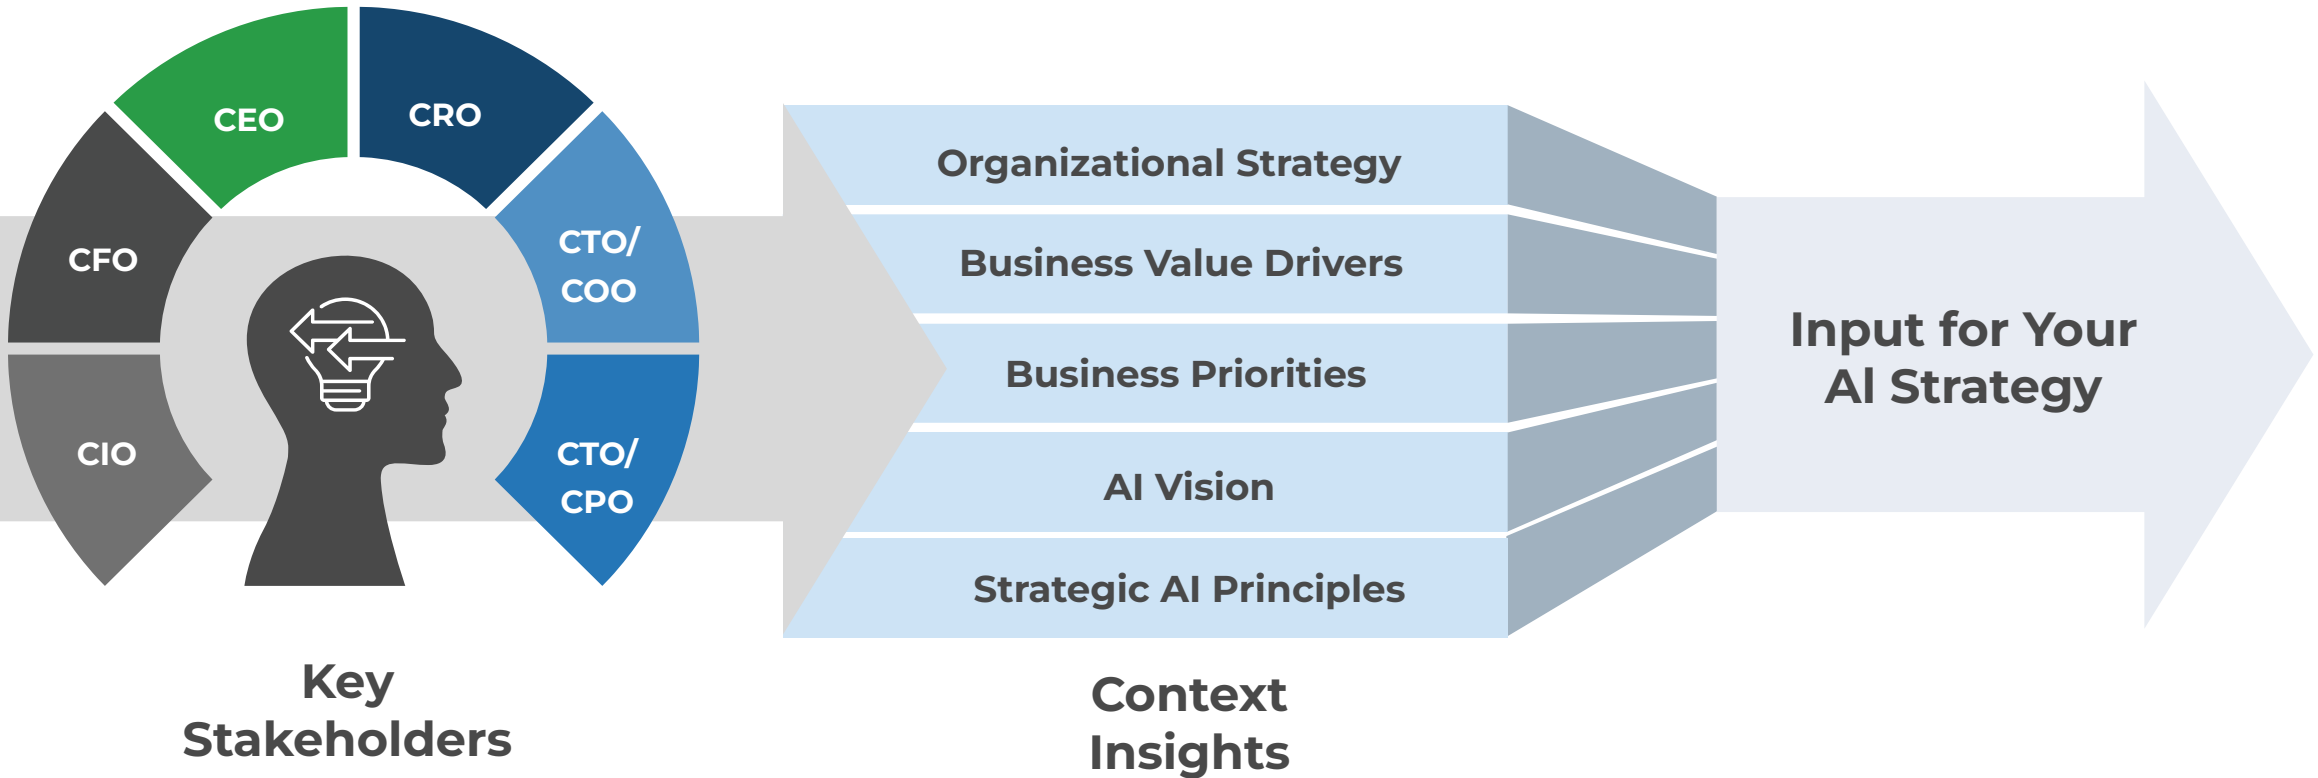 CEO
CRO
CFO
CTO/
COO
CIO
CTO/
CPO
Key
Stakeholders
Organizational Strategy
Business Value Drivers
Business Priorities
AI Vision
Strategic AI Principles
Context
Insights
Input for Your
AI Strategy